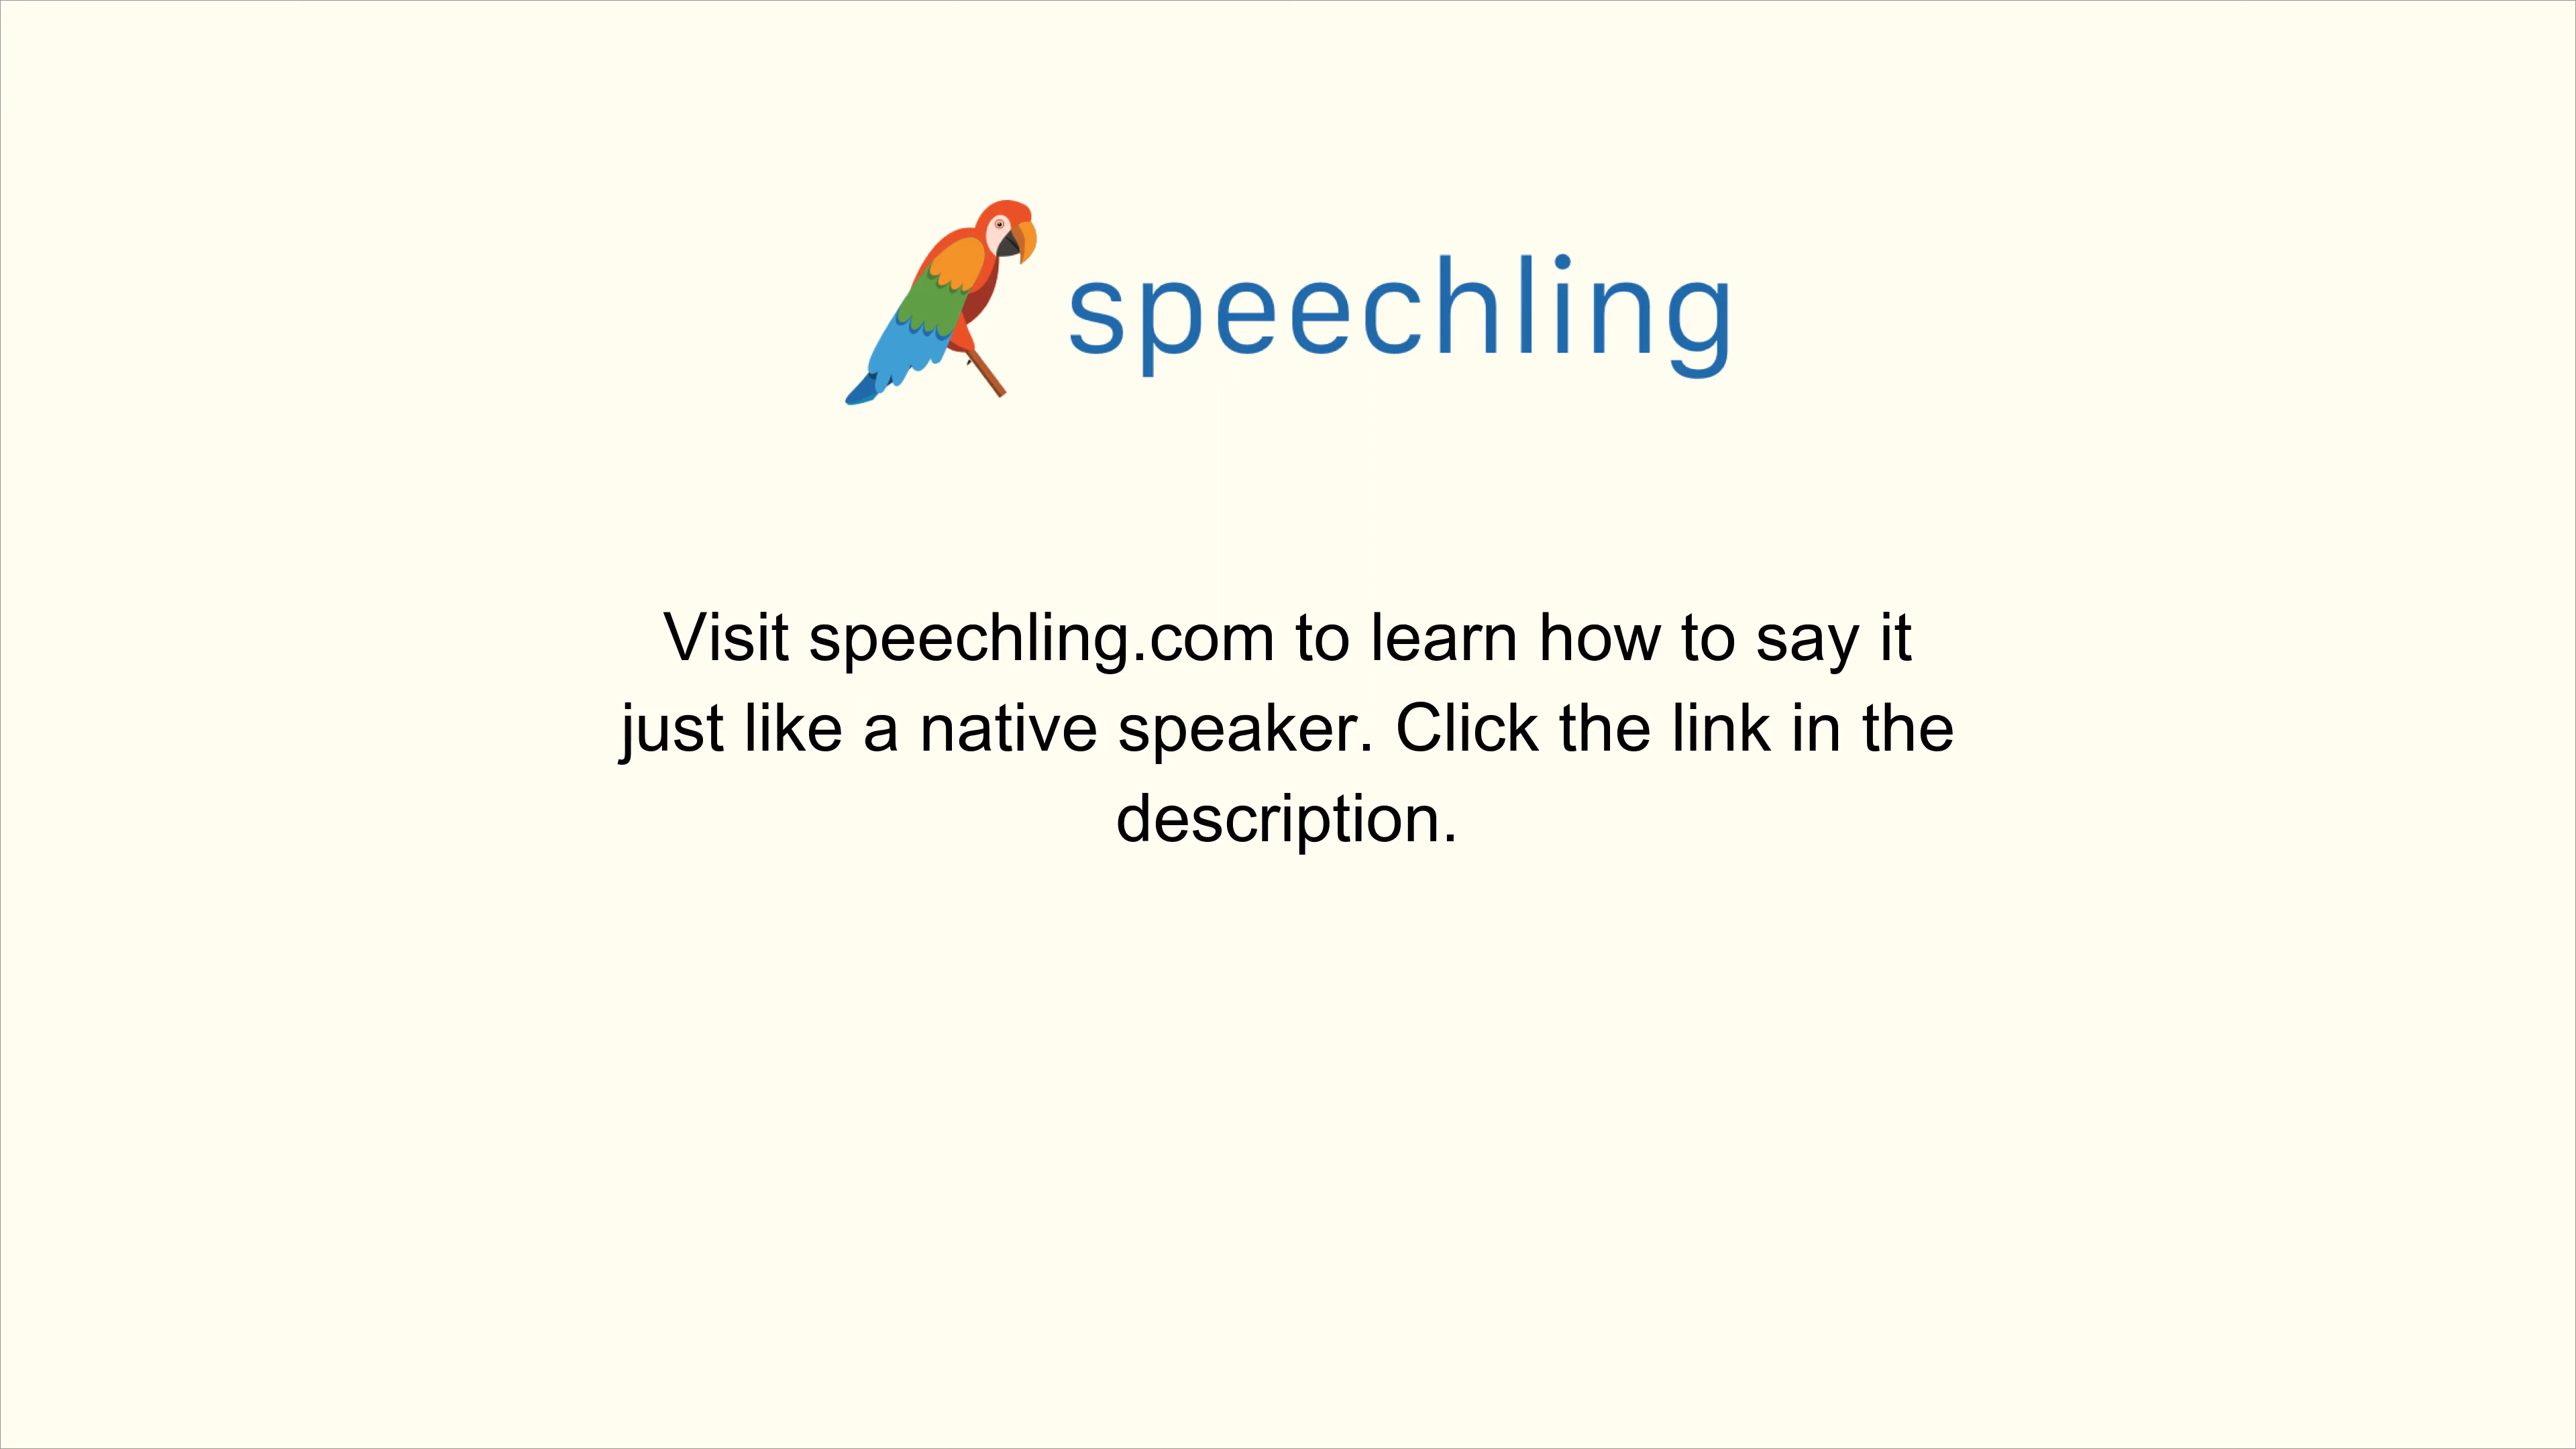 speechling
Visit speechling.com to learn how to say it
just like a native speaker. Click the link in the
description.